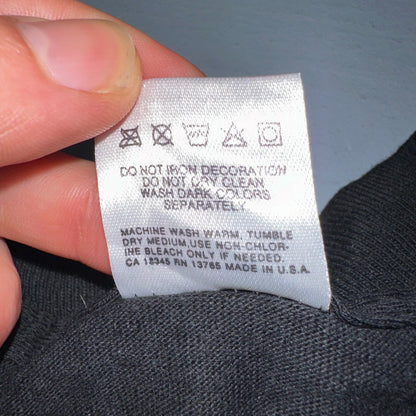 DO NOT IRON DECORATION
DO NOT DRY CLEAN
WASH DARK COLORS
SEPARATELY.
MACHINE WASH WARM, TUMBLE
DRY MEDIUM,USE NON-CHLOR-
INE BLEACH ONLY IF NEEDED.
CA 12345 RN 13765 MADE IN U.S.A.